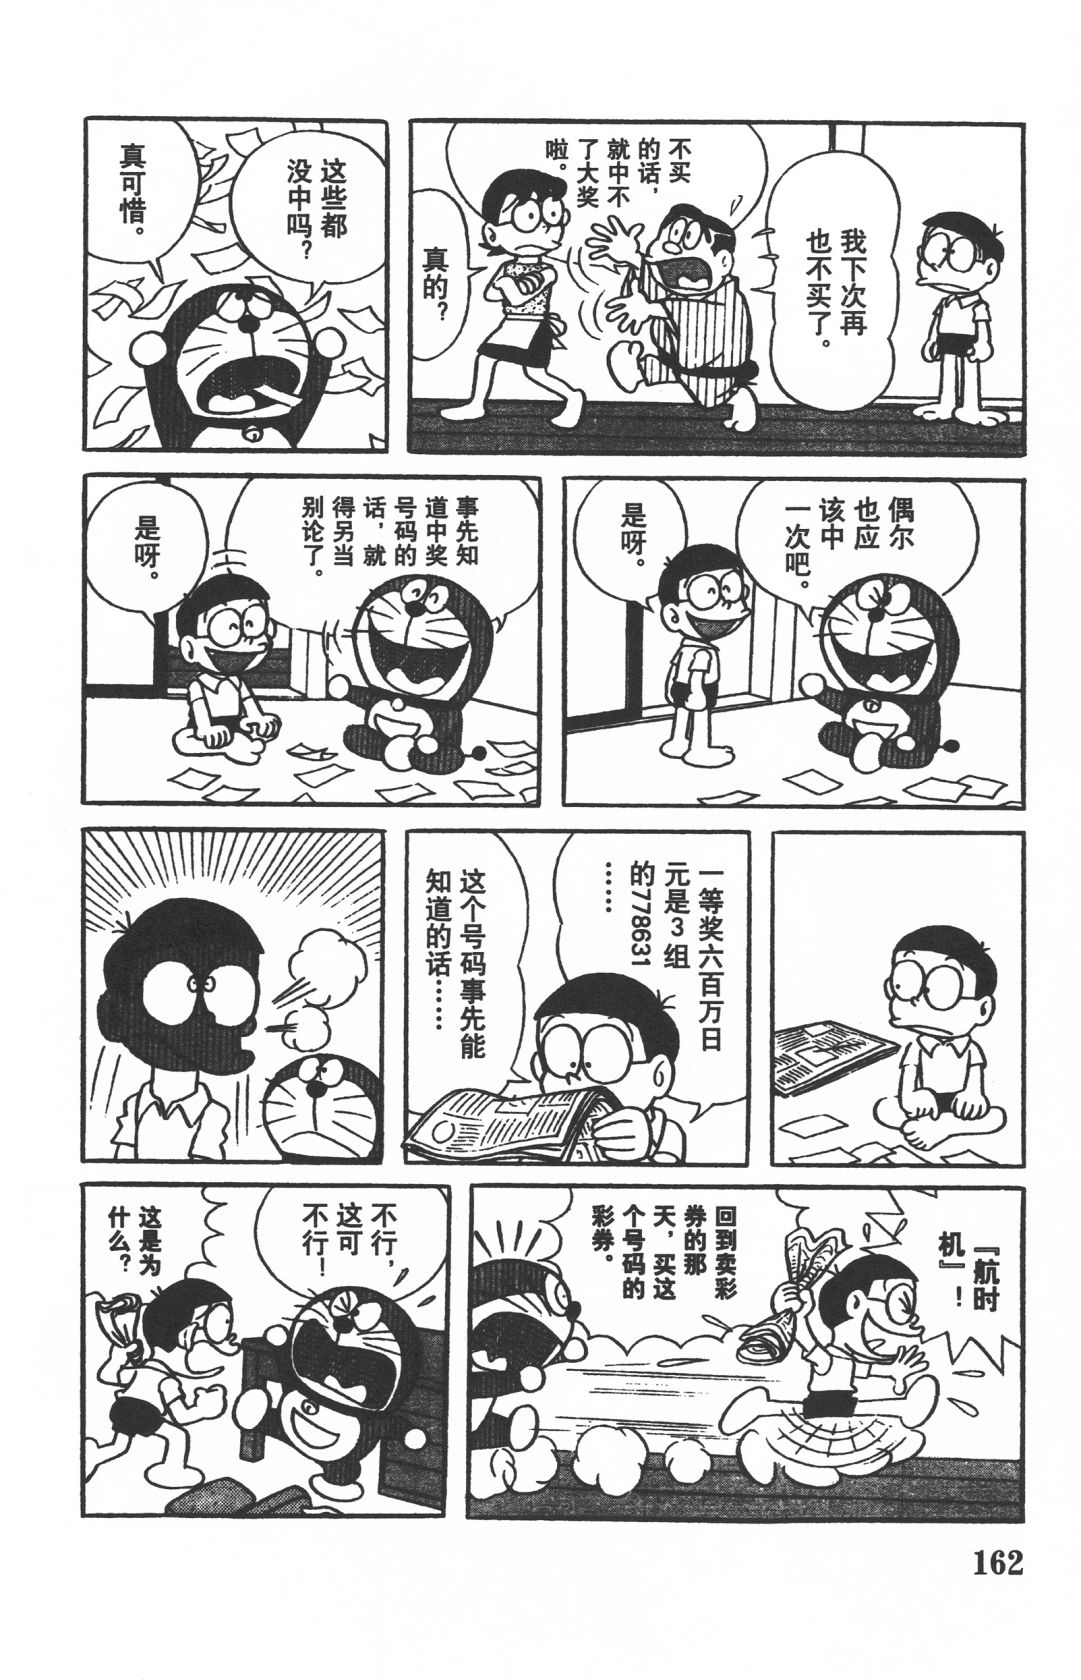 我下次再
也不买了。
不买
的话，
就中不
了大奖
啦。
真的？
这些都
没中吗？
真可惜。
偶尔
也应
该中
一次吧。
是呀。
事先知
道中奖
号码的
话，就
得另当
别论了。
是呀。
一等奖六百万日
元是3组
的778631
……
这个号码事先能
知道的话……
『航时
机』！
回到卖彩
券的那
天，买这
个号码的
彩券。
不行，
这可
不行！
这是为
什么？
162